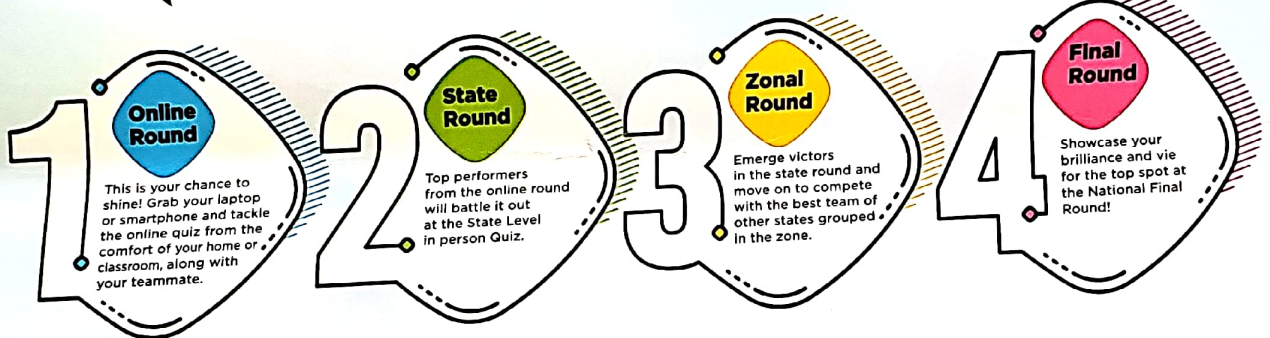 1
Online
Round
This is your chance to
shine! Grab your laptop
or smartphone and tackle
the online quiz from the
comfort of your home or
classroom, along with
your teammate.
2
State
Round
Top performers
from the online round
will battle it out
at the State Level
in person Quiz.
3
Zonal
Round
Emerge victors
in the state round and
move on to compete
with the best team of
other states grouped
in the zone.
4
Final
Round
Showcase your
brilliance and vie
for the top spot at
the National Final
Round!